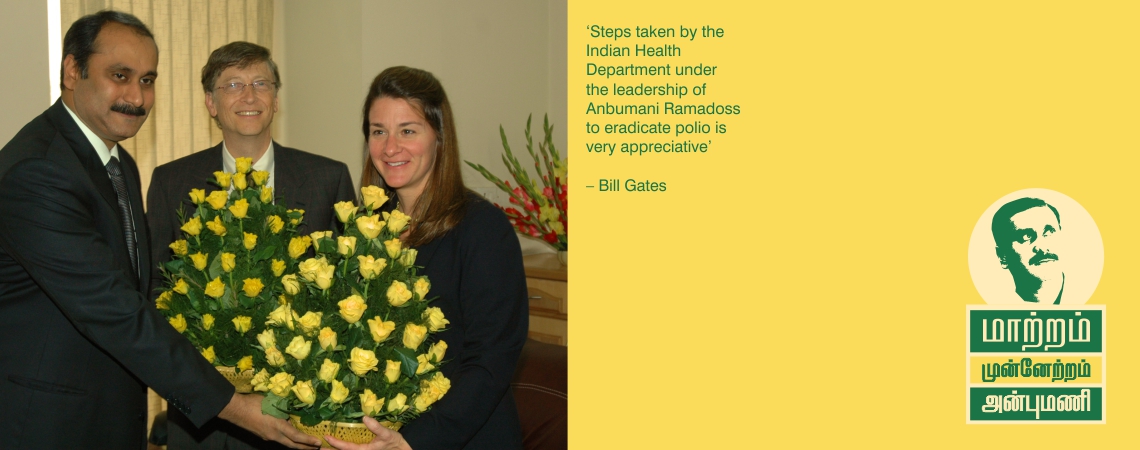 ‘Steps taken by the
Indian Health
Department under
the leadership of
Anbumani Ramadoss
to eradicate polio is
very appreciative’
– Bill Gates
மாற்றம்
முன்னேற்றம்
அன்புமணி